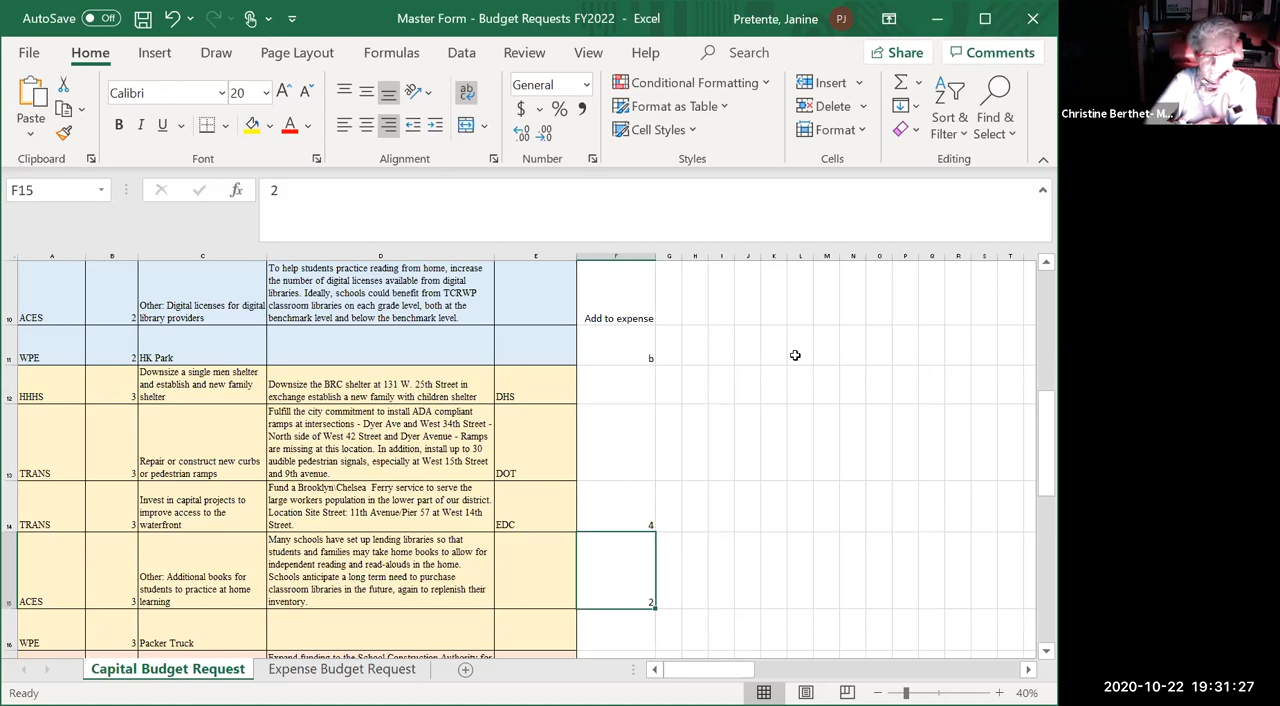 AutoSave Off
Master Form - Budget Requests FY2022 - Excel
Pretente, Janine PJ
File Home Insert Draw Page Layout Formulas Data Review View Help Search Share Comments
Paste
Calibri 20 A A
B I U A
ab
General
$ % ,
Conditional Formatting
Format as Table
Cell Styles
Insert
Delete
Format
Sort & Filter
Find & Select
Clipboard Font Alignment Number Styles Cells Editing
F15 fx 2
A B C D E F G H I J K L M N O P Q R S T
10 ACES 2
Other: Digital licenses for digital
library providers
To help students practice reading from home, increase
the number of digital licenses available from digital
libraries. Ideally, schools could benefit from TCRWP
classroom libraries on each grade level, both at the
benchmark level and below the benchmark level.
Add to expense
11 WPE 2 HK Park b
12 HHHS 3
Downsize a single men shelter
and establish and new family
shelter
Downsize the BRC shelter at 131 W. 25th Street in
exchange establish a new family with children shelter
DHS
13 TRANS 3
Repair or construct new curbs
or pedestrian ramps
Fulfill the city commitment to install ADA compliant
ramps at intersections - Dyer Ave and West 34th Street -
North side of West 42 Street and Dyer Avenue - Ramps
are missing at this location. In addition, install up to 30
audible pedestrian signals, especially at West 15th Street
and 9th avenue.
DOT
14 TRANS 3
Invest in capital projects to
improve access to the
waterfront
Fund a Brooklyn\Chelsea Ferry service to serve the
large workers population in the lower part of our district.
Location Site Street: 11th Avenue/Pier 57 at West 14th
Street.
EDC 4
15 ACES 3
Other: Additional books for
students to practice at home
learning
Many schools have set up lending libraries so that
students and families may take home books to allow for
independent reading and read-alouds in the home.
Schools anticipate a long term need to purchase
classroom libraries in the future, again to replenish their
inventory.
2
16 WPE 3 Packer Truck
Expand funding to the School Construction Authority for
Capital Budget Request Expense Budget Request
Ready
40%
Christine Berthet- M...
2020-10-22 19:31:27